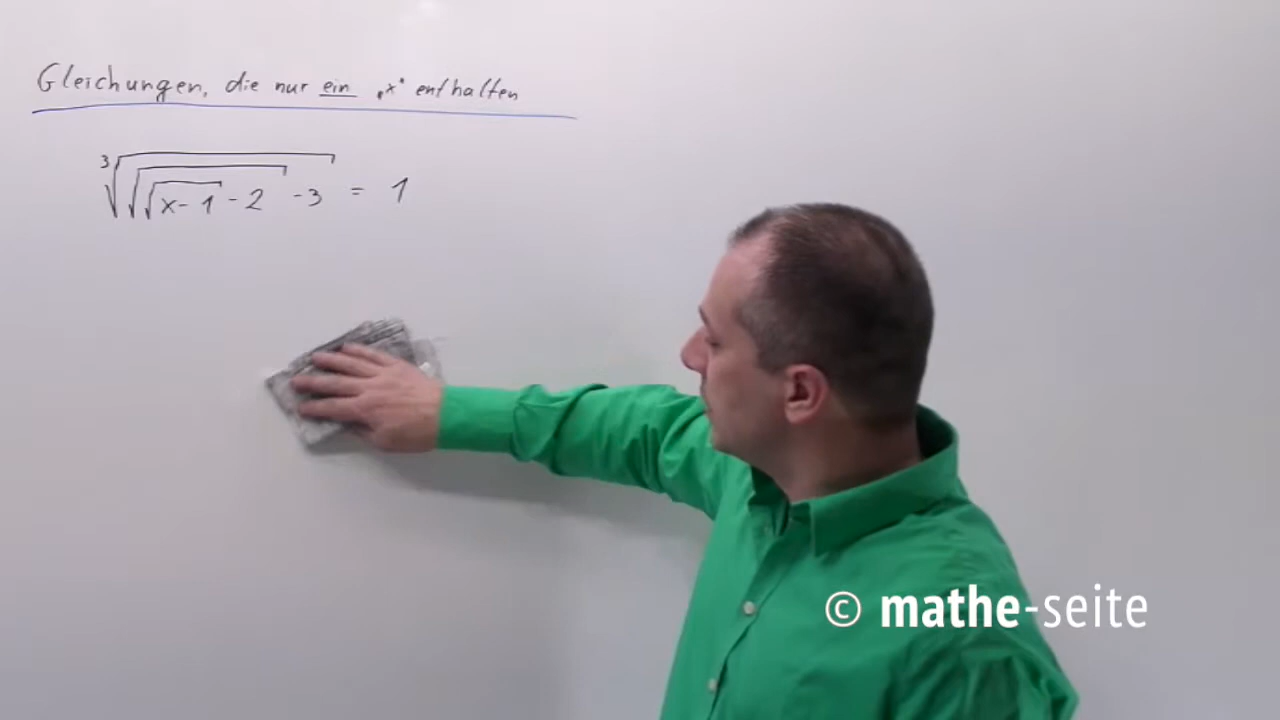 Gleichungen, die nur ein „x" enthalten
∛(√(√(x-1) -2) -3) = 1
© mathe-seite